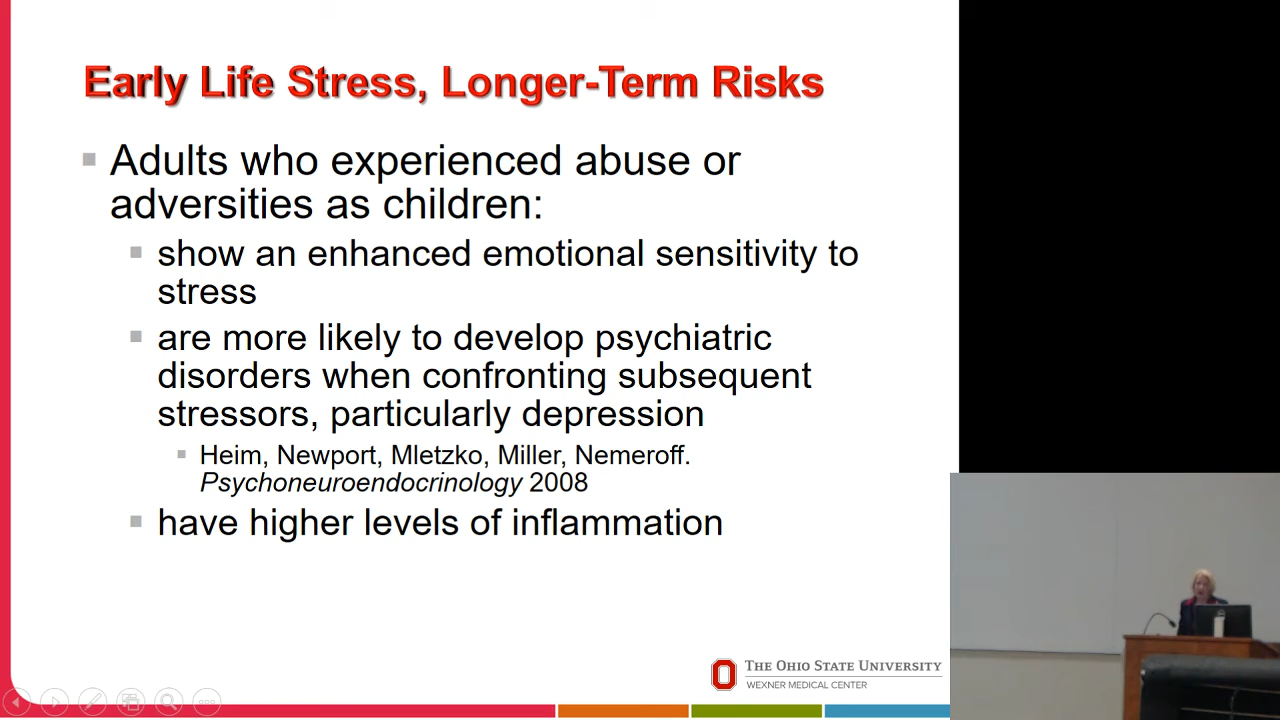 Early Life Stress, Longer-Term Risks
Adults who experienced abuse or
adversities as children:
show an enhanced emotional sensitivity to
stress
are more likely to develop psychiatric
disorders when confronting subsequent
stressors, particularly depression
Heim, Newport, Mletzko, Miller, Nemeroff.
Psychoneuroendocrinology 2008
have higher levels of inflammation
THE OHIO STATE UNIVERSITY
WEXNER MEDICAL CENTER